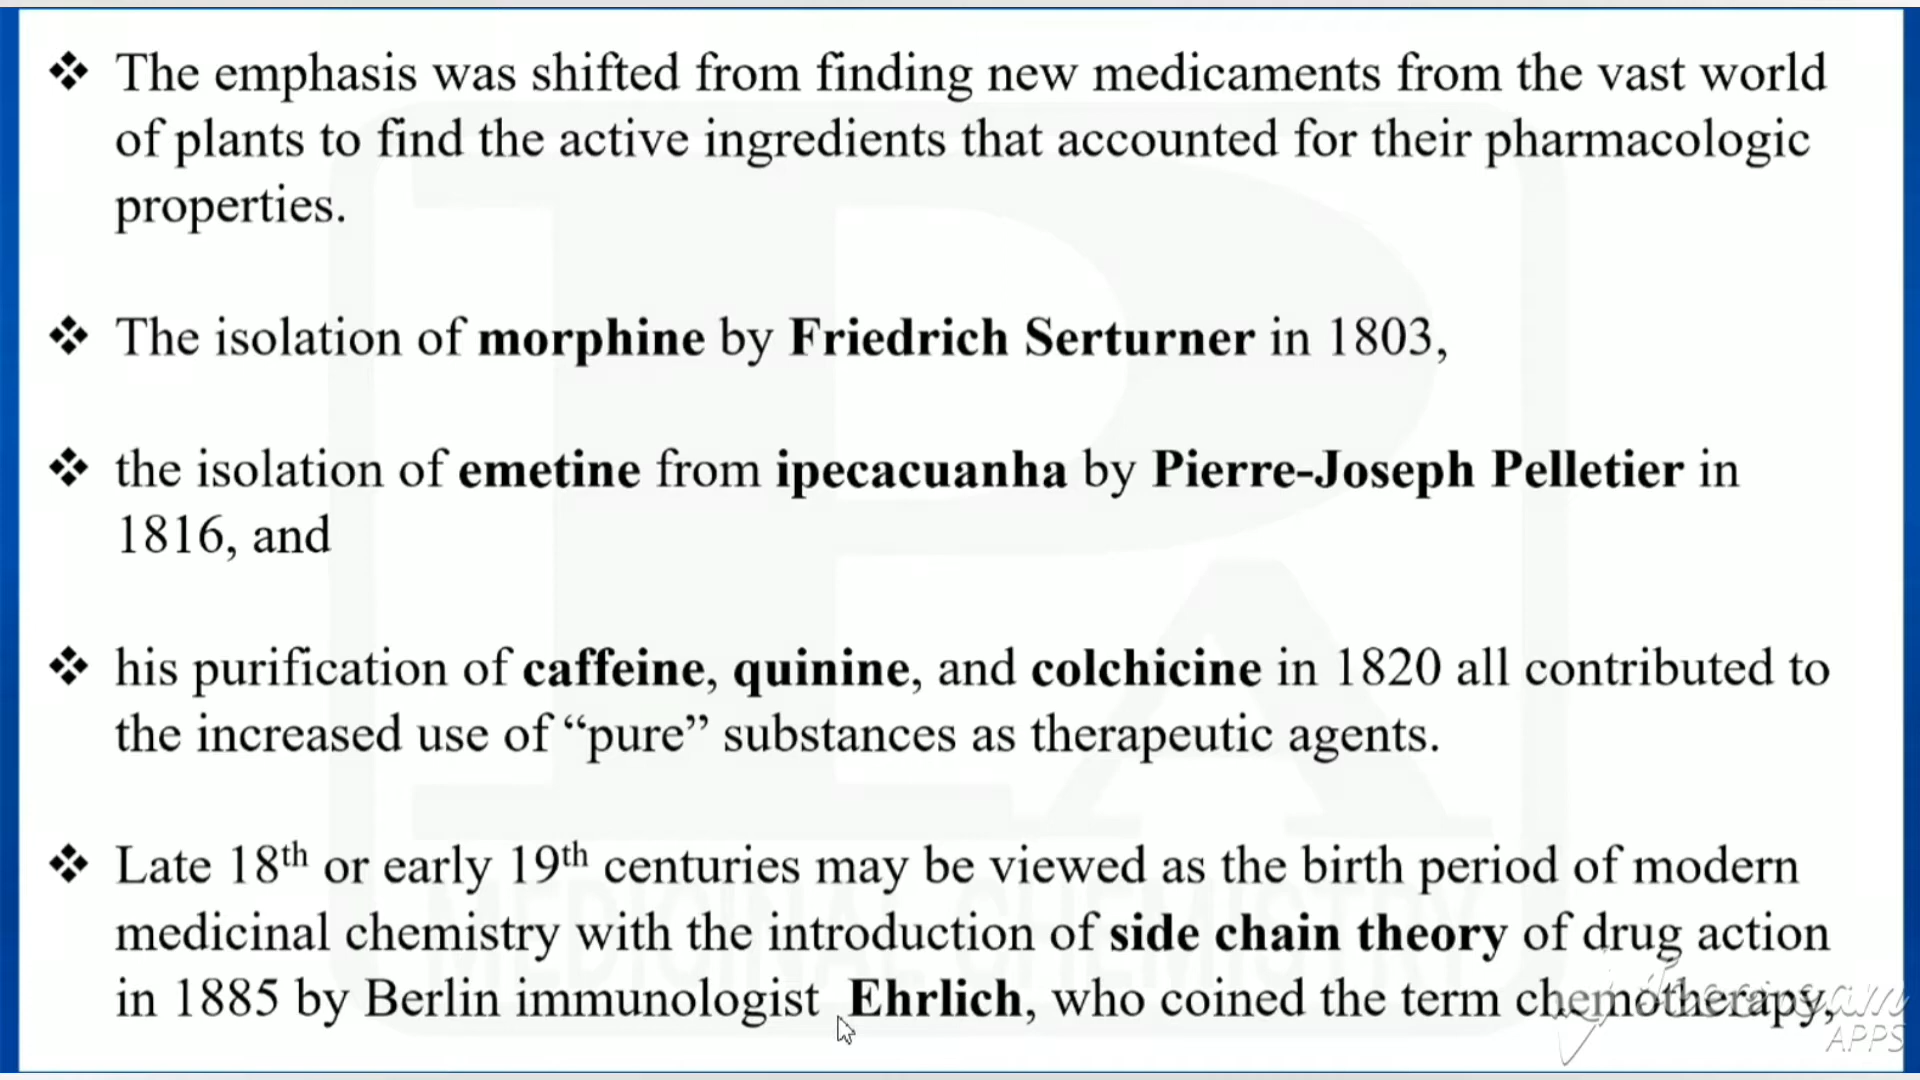 ❖ The emphasis was shifted from finding new medicaments from the vast world
of plants to find the active ingredients that accounted for their pharmacologic
properties.
❖ The isolation of morphine by Friedrich Serturner in 1803,
❖ the isolation of emetine from ipecacuanha by Pierre-Joseph Pelletier in
1816, and
❖ his purification of caffeine, quinine, and colchicine in 1820 all contributed to
the increased use of “pure” substances as therapeutic agents.
❖ Late 18th or early 19th centuries may be viewed as the birth period of modern
medicinal chemistry with the introduction of side chain theory of drug action
in 1885 by Berlin immunologist Ehrlich, who coined the term chemotherapy,
MEDICINAL CHEMISTRY
APPS